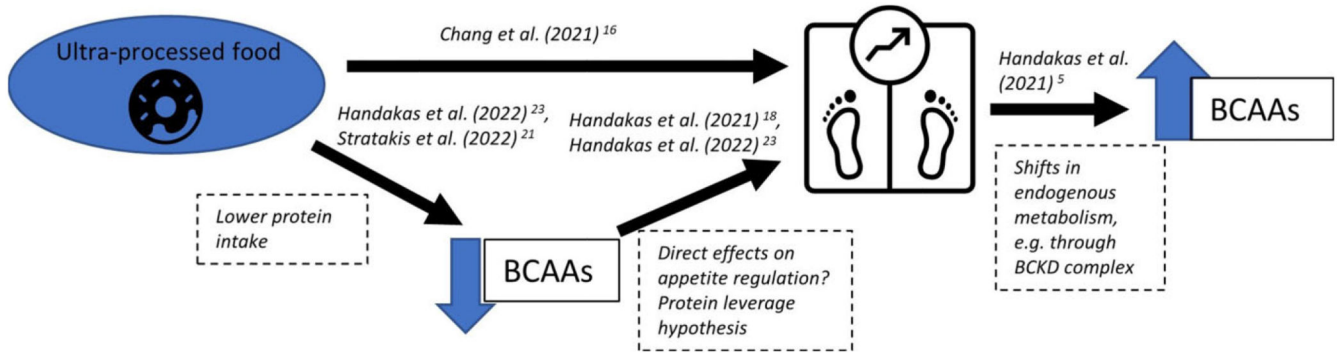 Ultra-processed food
Chang et al. (2021) 16
Handakas et al. (2022) 23,
Stratakis et al. (2022) 21
Lower protein
intake
BCAAs
Handakas et al. (2021) 18,
Handakas et al. (2022) 23
Direct effects on
appetite regulation?
Protein leverage
hypothesis
Handakas et al.
(2021) 5
BCAAs
Shifts in
endogenous
metabolism,
e.g. through
BCKD complex